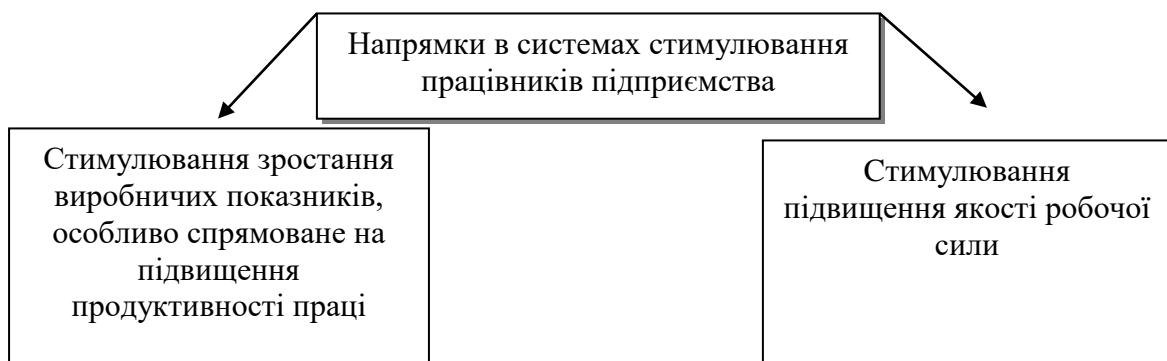 Напрямки в системах стимулювання
працівників підприємства
Стимулювання зростання
виробничих показників,
особливо спрямоване на
підвищення
продуктивності праці
Стимулювання
підвищення якості робочої
сили